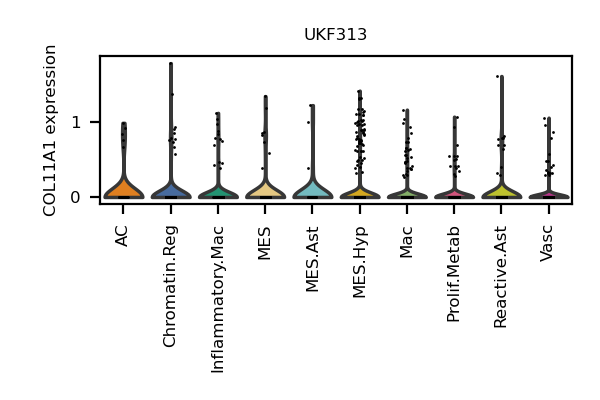 UKF313
COL11A1 expression
1
0
AC
Chromatin.Reg
Inflammatory.Mac
MES
MES.Ast
MES.Hyp
Mac
Prolif.Metab
Reactive.Ast
Vasc